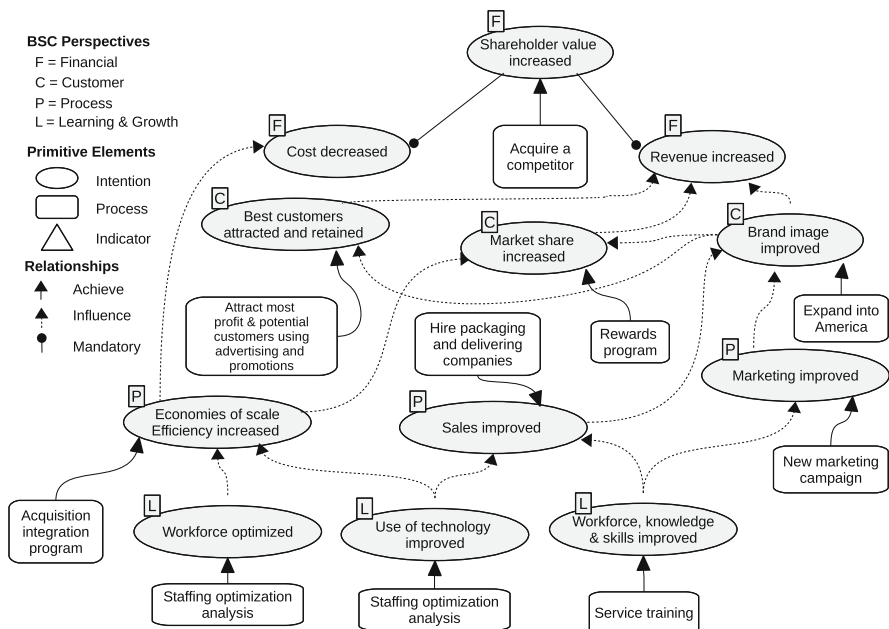 BSC Perspectives
F = Financial
C = Customer
P = Process
L = Learning & Growth
Primitive Elements
Intention
Process
Indicator
Relationships
Achieve
Influence
Mandatory
F
Shareholder value
increased
F
Cost decreased
Acquire a
competitor
F
Revenue increased
C
Best customers
attracted and retained
C
Market share
increased
C
Brand image
improved
Attract most
profit & potential
customers using
advertising and
promotions
Hire packaging
and delivering
companies
Rewards
program
Expand into
America
P
Marketing improved
P
Economies of scale
Efficiency increased
P
Sales improved
New marketing
campaign
Acquisition
integration
program
L
Workforce optimized
L
Use of technology
improved
L
Workforce, knowledge
& skills improved
Staffing optimization
analysis
Staffing optimization
analysis
Service training